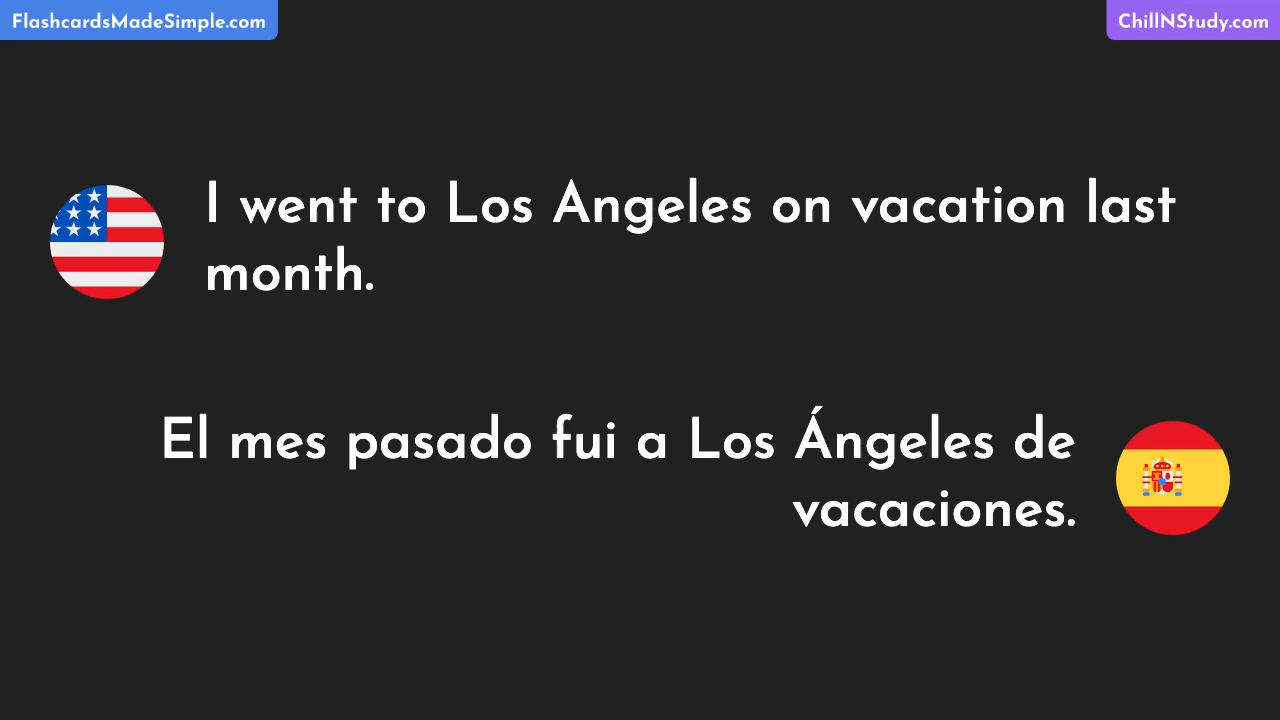 FlashcardsMadeSimple.com
ChillNStudy.com
I went to Los Angeles on vacation last
month.
El mes pasado fui a Los Ángeles de
vacaciones.